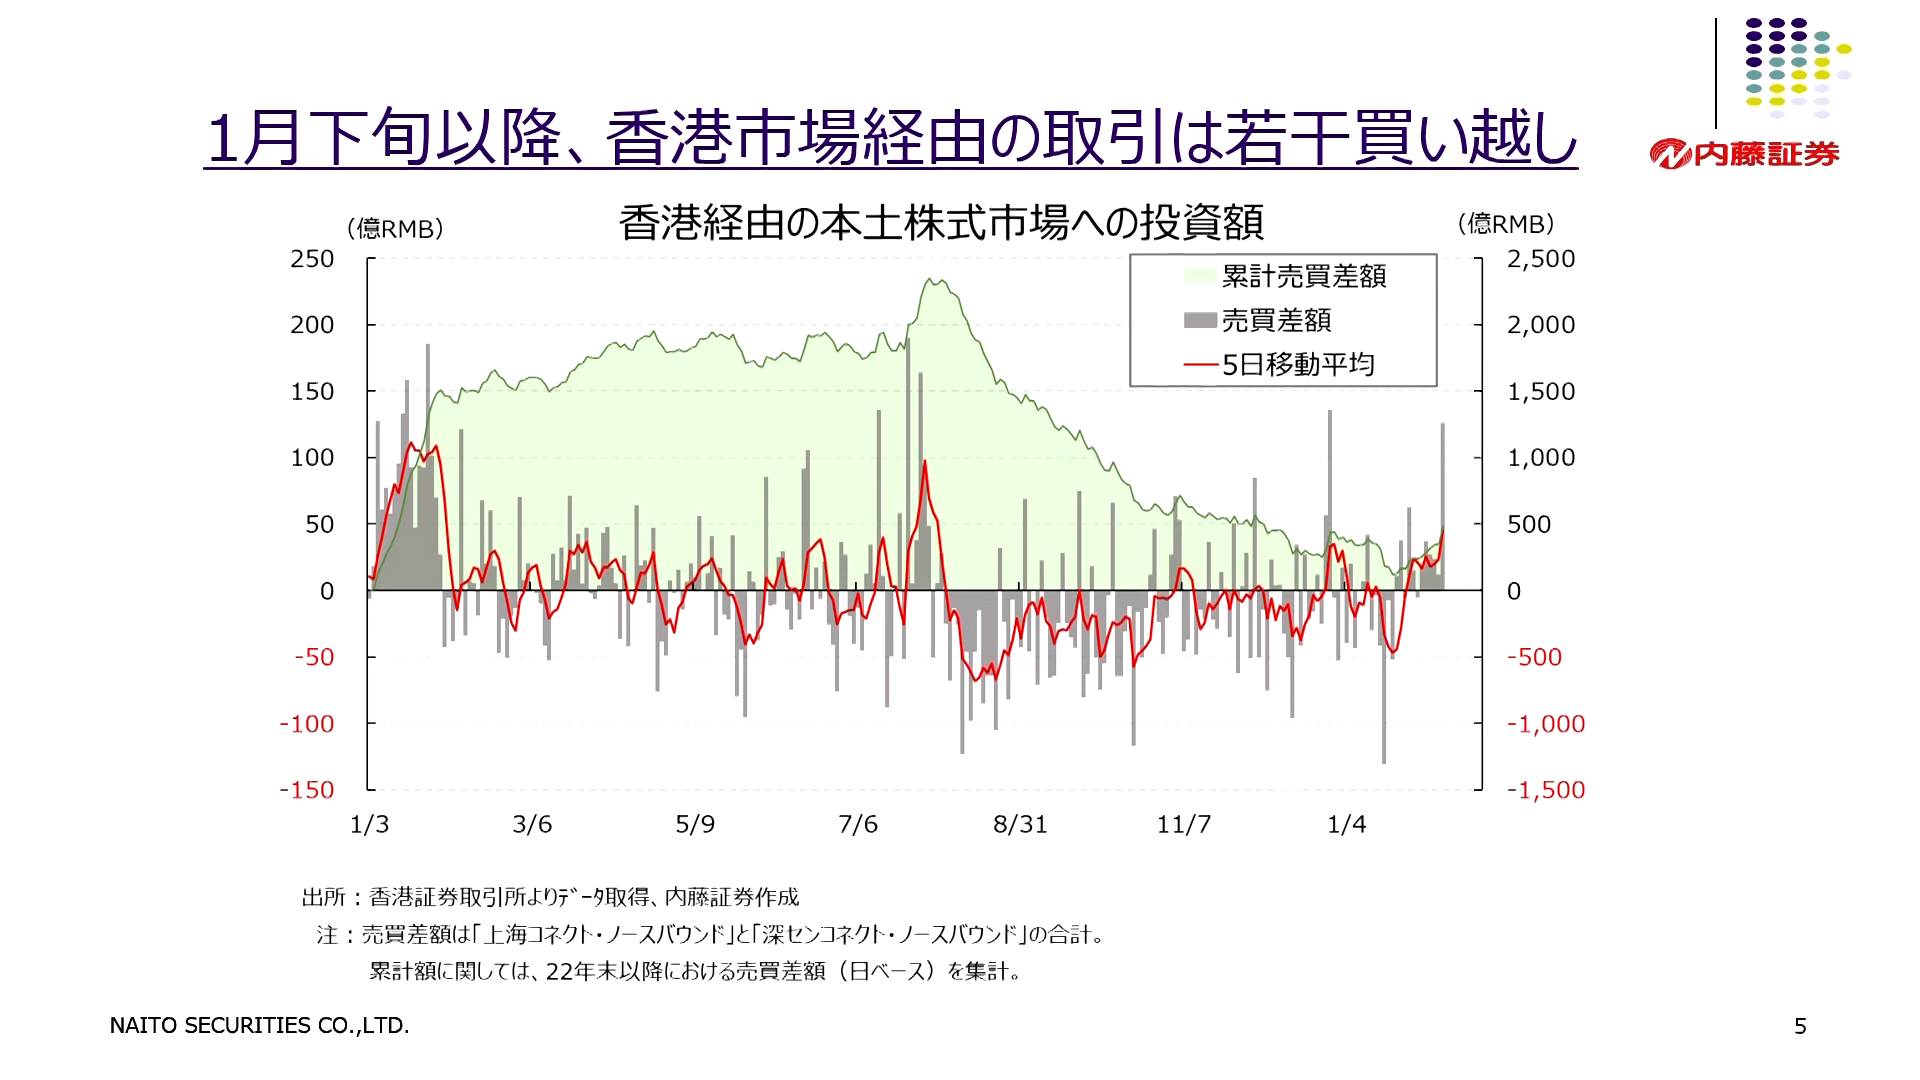 1月下旬以降、香港市場経由の取引は若干買い越し
内藤証券
香港経由の本土株式市場への投資額
（億RMB）
（億RMB）
累計売買差額
売買差額
5日移動平均
250
200
150
100
50
0
-50
-100
-150
2,500
2,000
1,500
1,000
500
0
-500
-1,000
-1,500
1/3 3/6 5/9 7/6 8/31 11/7 1/4
出所：香港証券取引所よりﾃﾞｰﾀ取得、内藤証券作成
注：売買差額は「上海コネクト・ノースバウンド」と「深センコネクト・ノースバウンド」の合計。
累計額に関しては、22年末以降における売買差額（日ベース）を集計。
NAITO SECURITIES CO.,LTD.
5